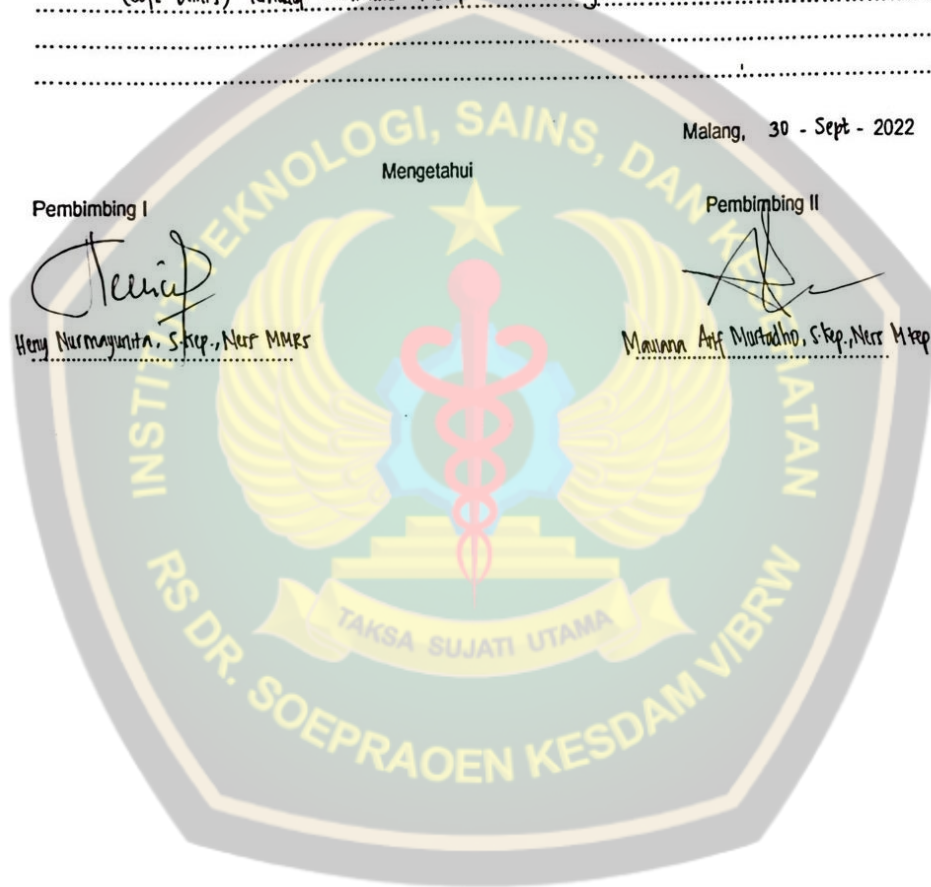 Malang, 30 - Sept - 2022
Mengetahui
Pembimbing I
Pembimbing II
Heny Nurmayunita, S.Kep., Ners MMRS
Maulana Arif Murtadho, S.Kep., Ners M.Kep
INSTITUT TEKNOLOGI, SAINS, DAN KESEHATAN
RS DR. SOEPRAOEN KESDAM V/BRW
TAKSA SUJATI UTAMA